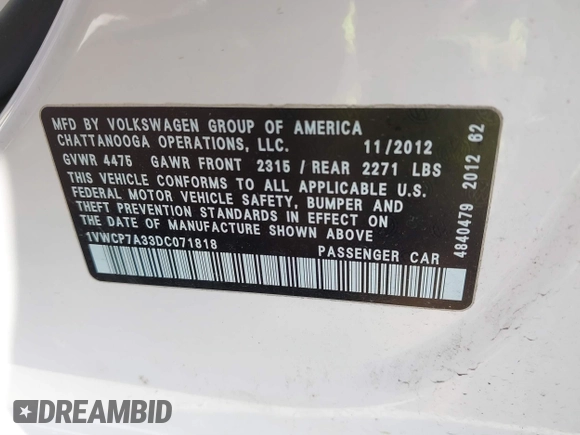 MFD BY VOLKSWAGEN GROUP OF AMERICA
CHATTANOOGA OPERATIONS, LLC. 11/2012
GVWR 4475 GAWR FRONT 2315 / REAR 2271 LBS
THIS VEHICLE CONFORMS TO ALL APPLICABLE U.S.
FEDERAL MOTOR VEHICLE SAFETY, BUMPER AND
THEFT PREVENTION STANDARDS IN EFFECT ON
THE DATE OF MANUFACTURE SHOWN ABOVE
1VWCP7A33DC071818
PASSENGER CAR
4840479 2012 62
DREAMBID